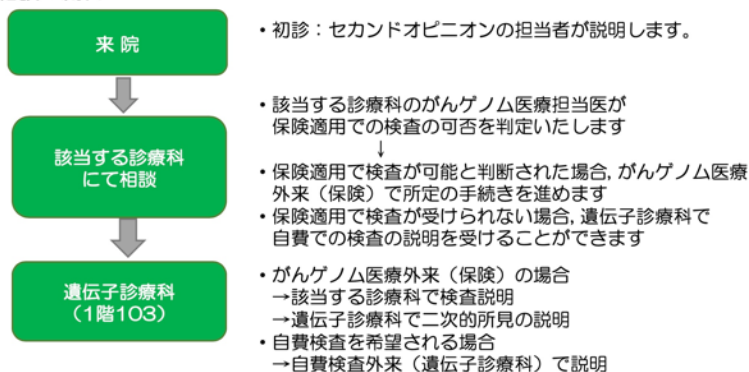 来院
・初診：セカンドオピニオンの担当者が説明します。
該当する診療科
にて相談
・該当する診療科のがんゲノム医療担当医が
保険適用での検査の可否を判定いたします
↓
・保険適用で検査が可能と判断された場合, がんゲノム医療
外来（保険）で所定の手続きを進めます
・保険適用で検査が受けられない場合, 遺伝子診療科で
自費での検査の説明を受けることができます
遺伝子診療科
（1階103）
・がんゲノム医療外来（保険）の場合
→該当する診療科で検査説明
→遺伝子診療科で二次的所見の説明
・自費検査を希望される場合
→自費検査外来（遺伝子診療科）で説明